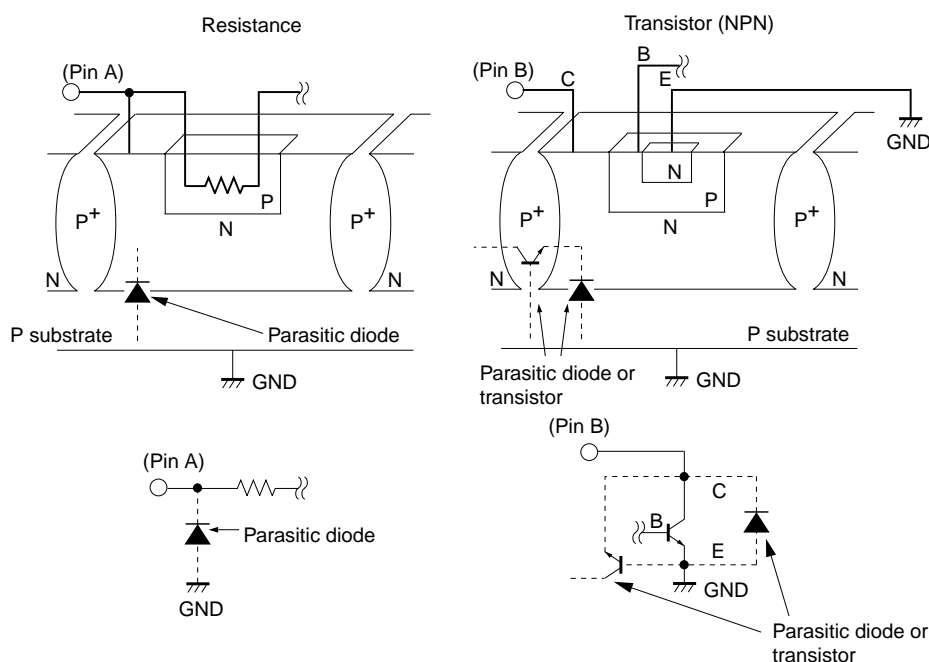 Resistance
(Pin A)
P+
P+
P
N
N
N
P substrate
Parasitic diode
GND
Transistor (NPN)
(Pin B)
C
B
E
GND
P+
P+
N
P
N
N
N
P substrate
Parasitic diode or
transistor
GND
(Pin A)
Parasitic diode
GND
(Pin B)
C
B
E
GND
Parasitic diode or
transistor